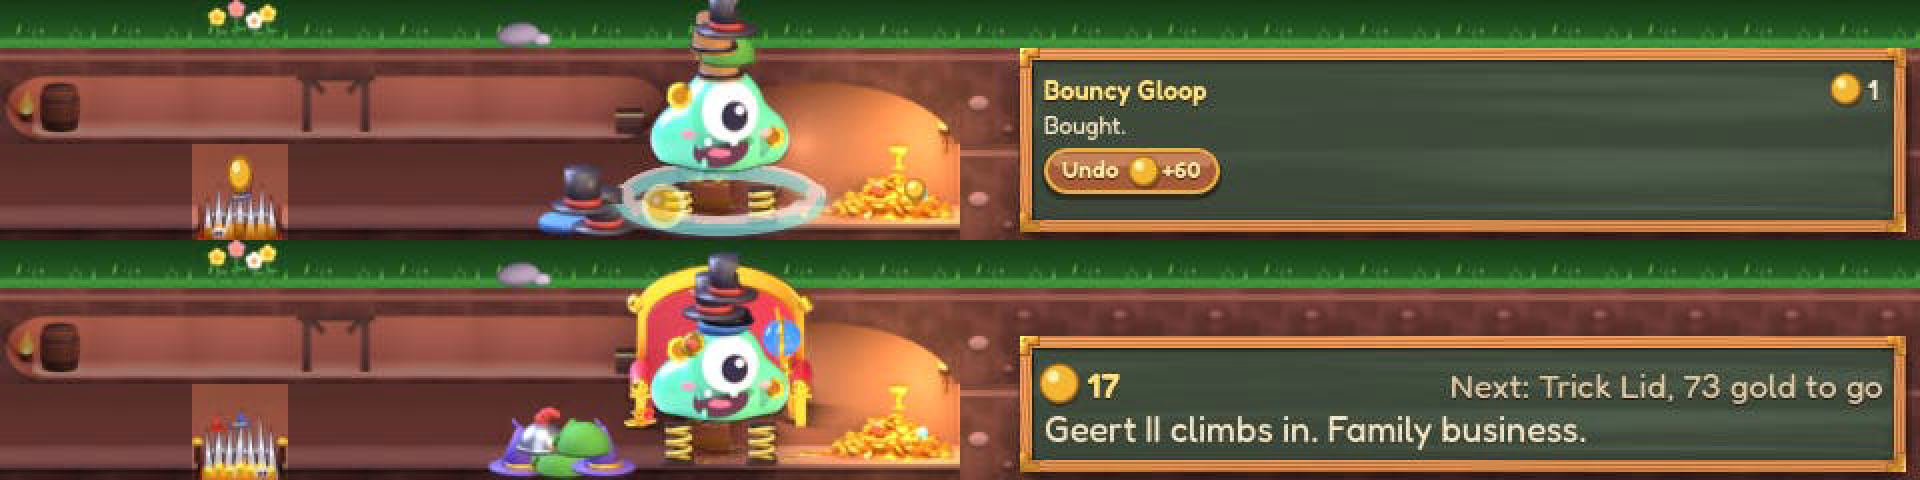 Bouncy Gloop
1
Bought.
Undo +60
17
Next: Trick Lid, 73 gold to go
Geert II climbs in. Family business.